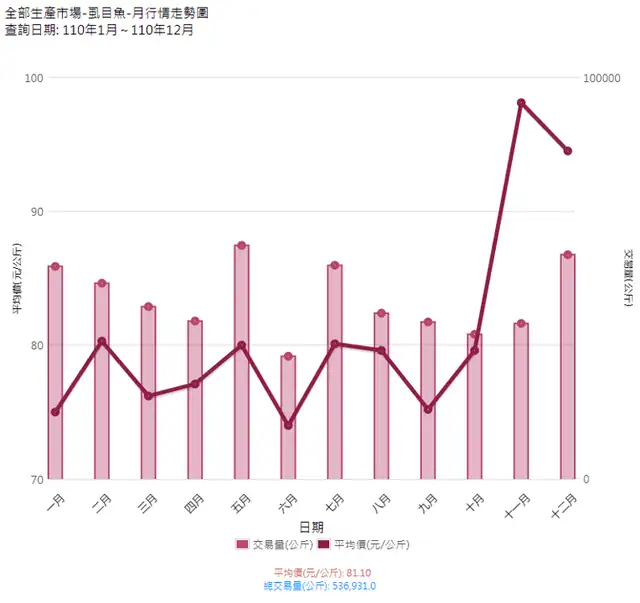 全部生產市場-虱目魚-月行情走勢圖
查詢日期: 110年1月～110年12月
100
100000
90
平均價(元/公斤)
交易量(公斤)
80
70
0
一月
二月
三月
四月
五月
六月
七月
八月
九月
十月
十一月
十二月
日期
交易量(公斤) 平均價(元/公斤)
平均價(元/公斤): 81.10
總交易量(公斤): 536,931.0